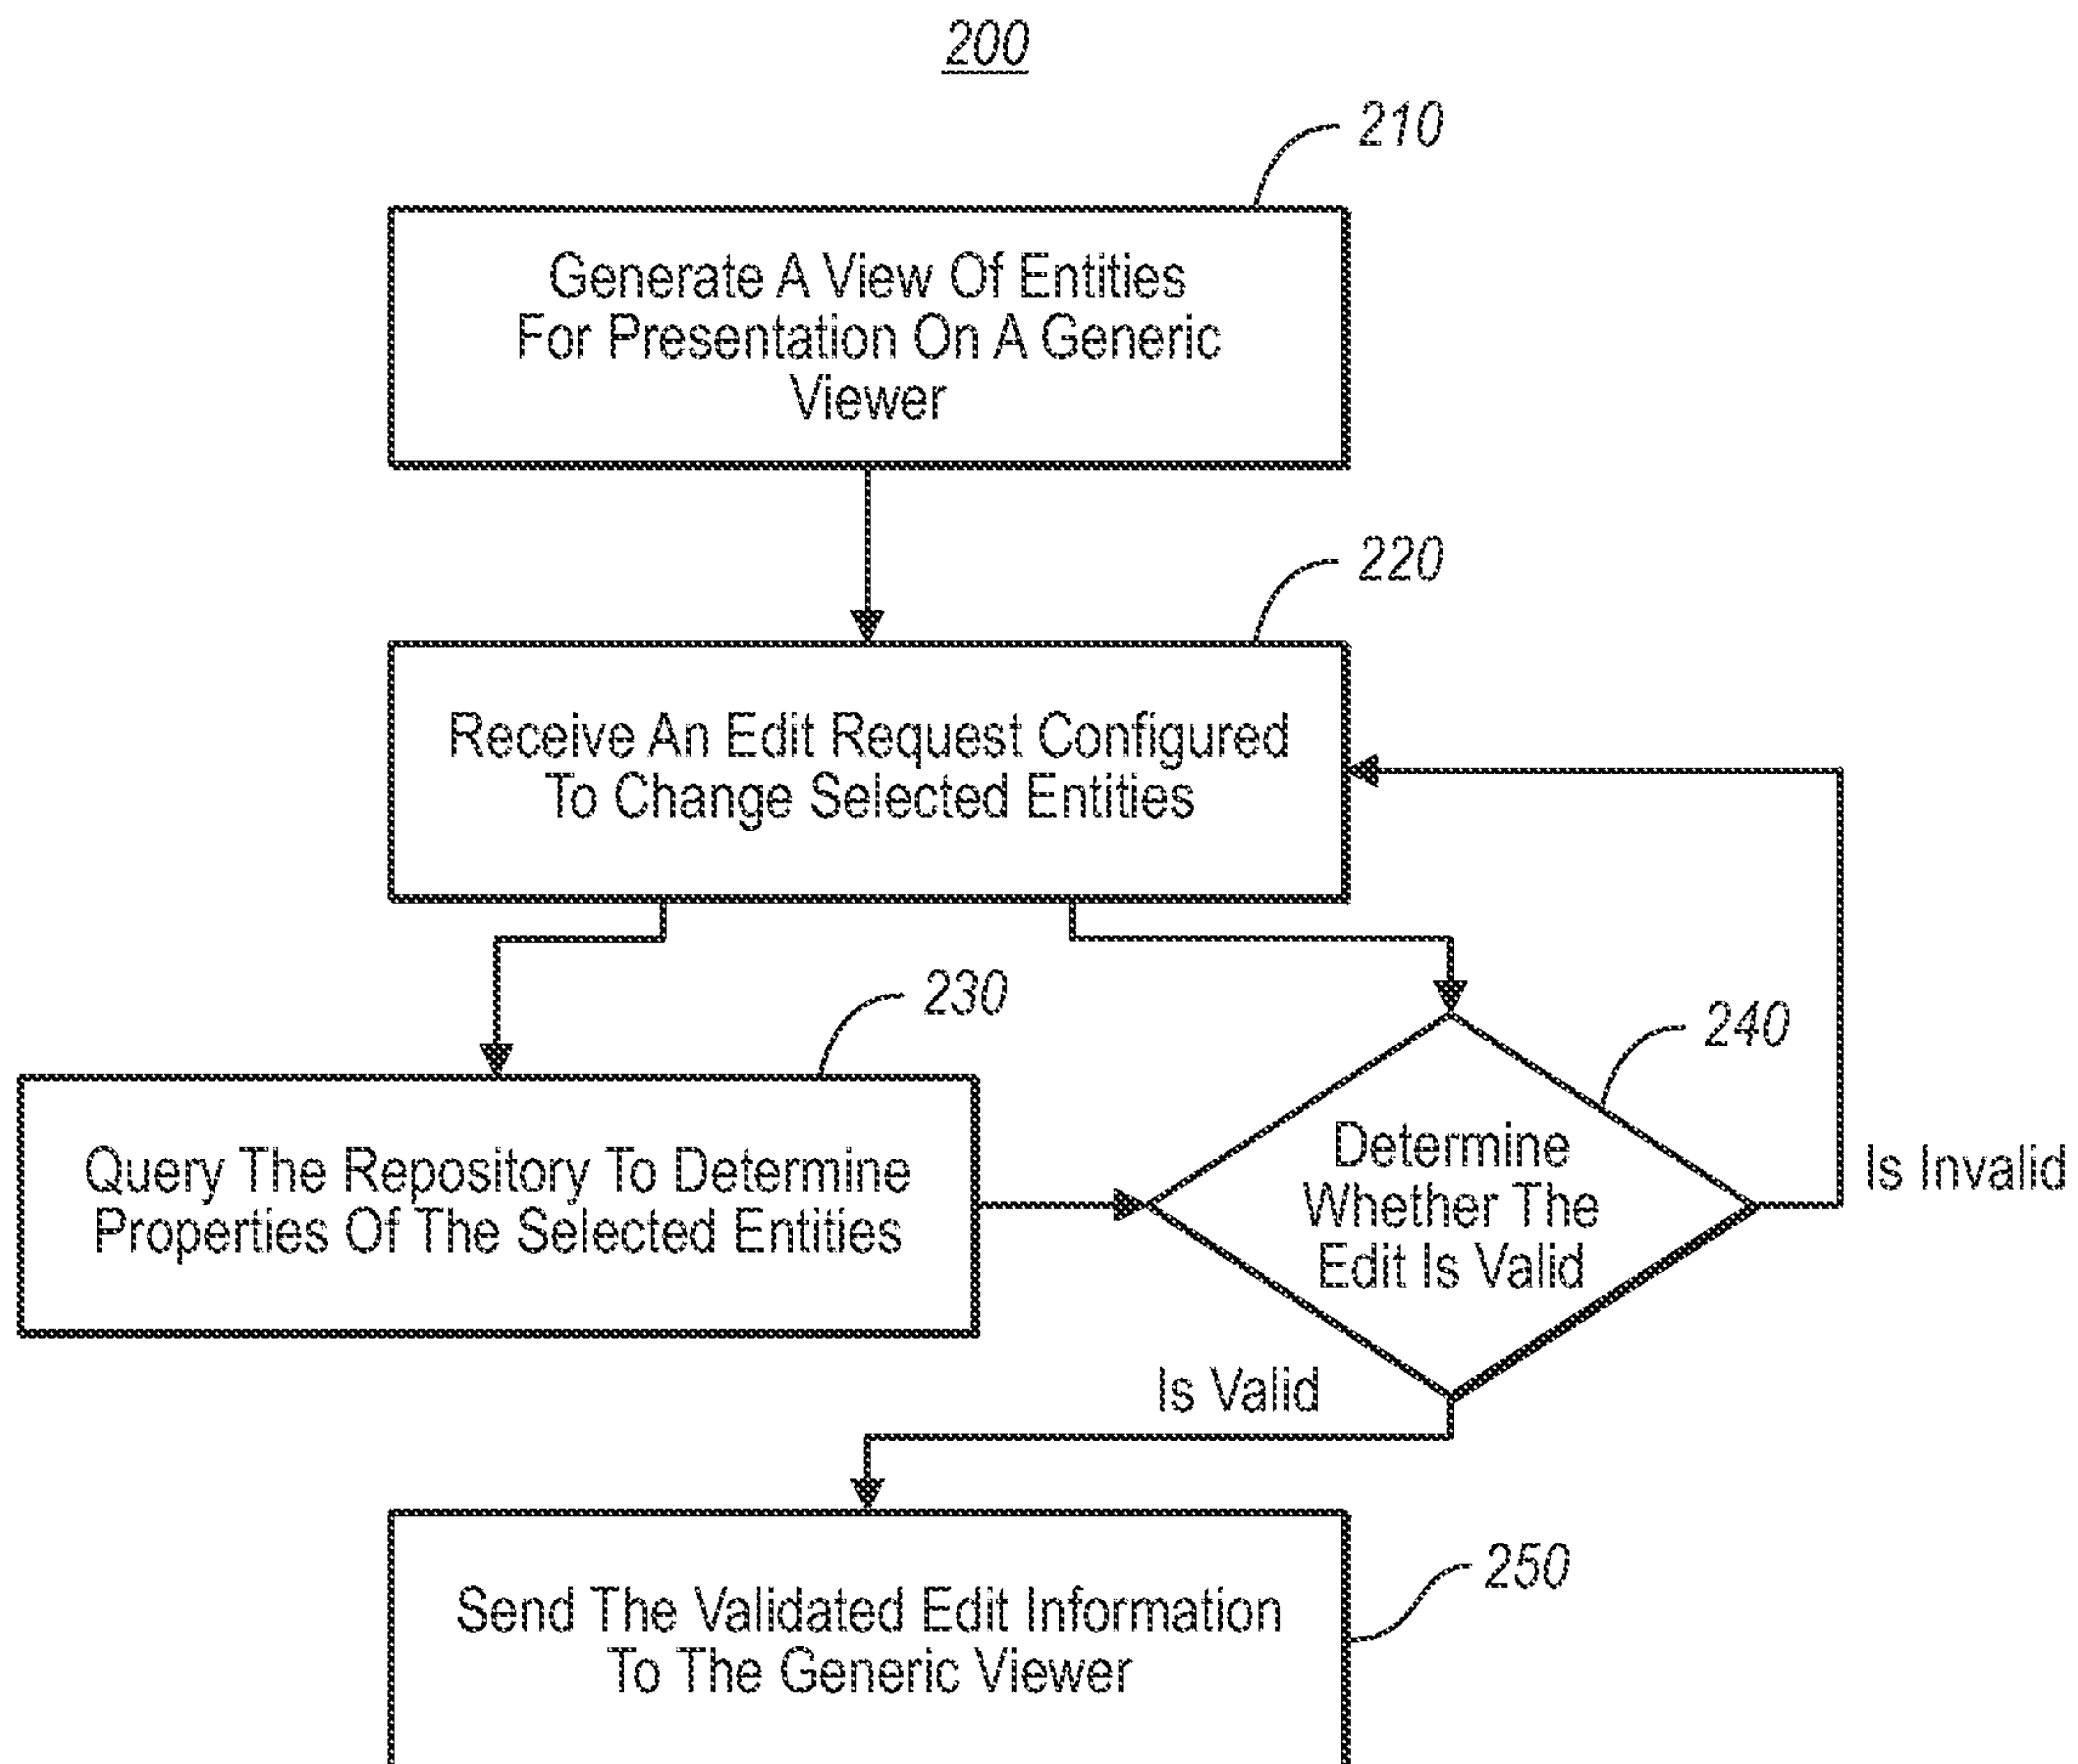 200
210
Generate A View Of Entities
For Presentation On A Generic
Viewer
220
Receive An Edit Request Configured
To Change Selected Entities
230
240
Query The Repository To Determine
Properties Of The Selected Entities
Determine
Whether The
Edit Is Valid
Is Invalid
Is Valid
250
Send The Validated Edit Information
To The Generic Viewer